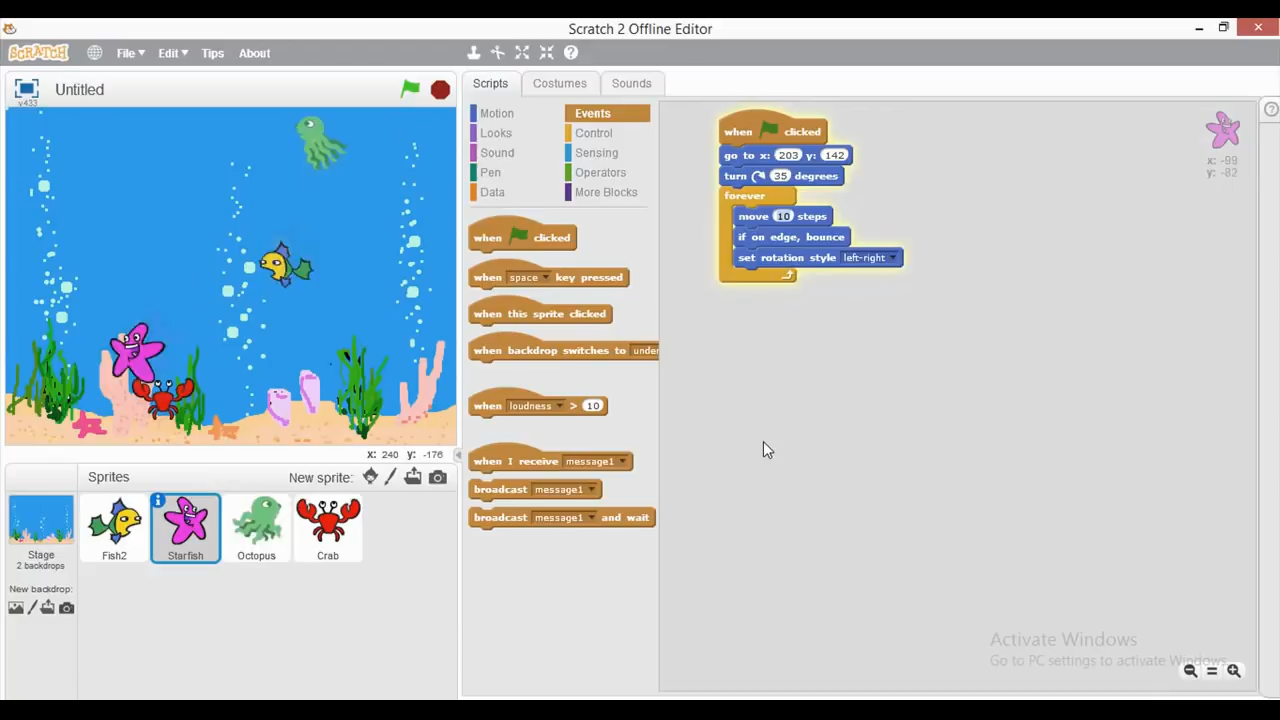 Scratch 2 Offline Editor
SCRATCH File Edit Tips About
Untitled
v433
x: 240 y: -176
Sprites New sprite:
Stage
2 backdrops
New backdrop:
Fish2
Starfish
Octopus
Crab
Scripts Costumes Sounds
Motion Events
Looks Control
Sound Sensing
Pen Operators
Data More Blocks
when clicked
when space key pressed
when this sprite clicked
when backdrop switches to under
when loudness > 10
when I receive message1
broadcast message1
broadcast message1 and wait
when clicked
go to x: 203 y: 142
turn 35 degrees
forever
move 10 steps
if on edge, bounce
set rotation style left-right
x: -99
y: -82
Activate Windows
Go to PC settings to activate Windows.